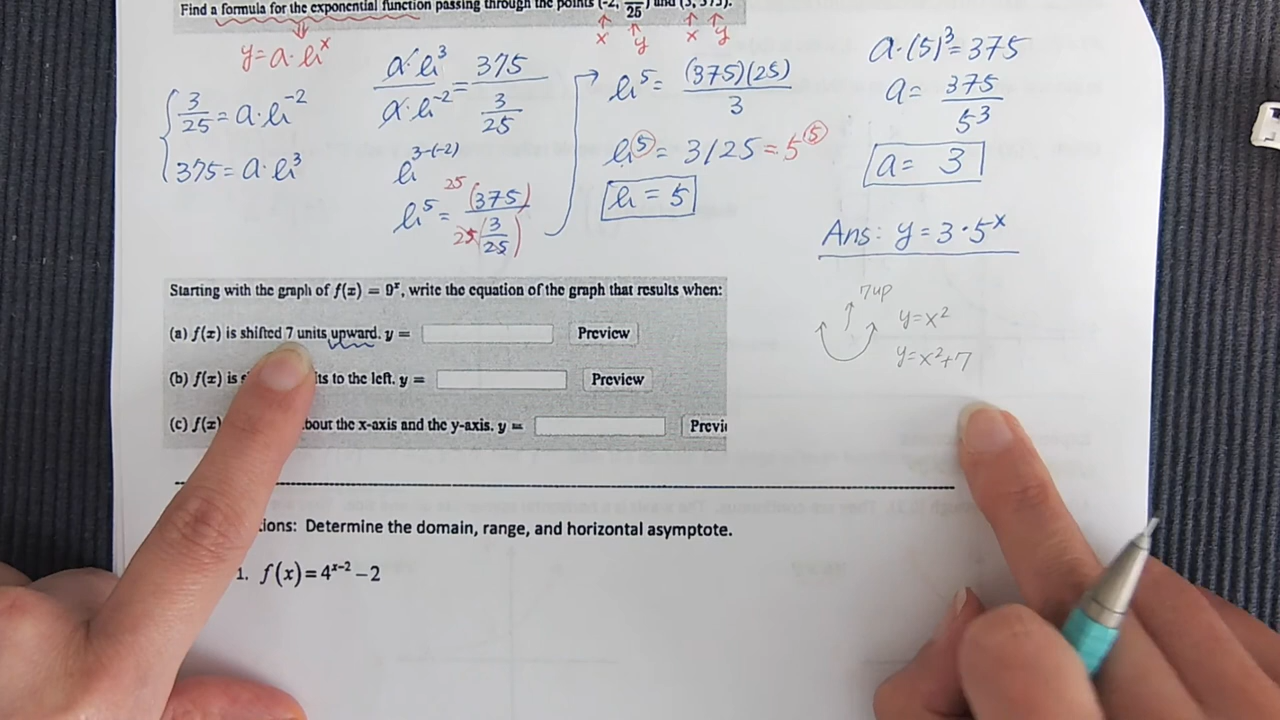 Find a formula for the exponential function passing through the points (-2, 3/25) and (3, 375).
x y x y
y = a·b^x
{ 3/25 = a·b^-2
375 = a·b^3
a·b^3 / a·b^-2 = 375 / (3/25)
b^3-(-2)
b^5 = 25(375) / 25(3/25)
b^5 = (375)(25) / 3
b^5 = 3125 = 5^5
b = 5
a·(5)^3 = 375
a = 375 / 5^3
a = 3
Ans: y = 3·5^x
Starting with the graph of f(x) = 9^x, write the equation of the graph that results when:
(a) f(x) is shifted 7 units upward. y = Preview
(b) f(x) is to the left. y = Preview
(c) f(x) about the x-axis and the y-axis. y = Previ
7up
y = x^2
y = x^2+7
ions: Determine the domain, range, and horizontal asymptote.
1. f(x) = 4^x-2 - 2